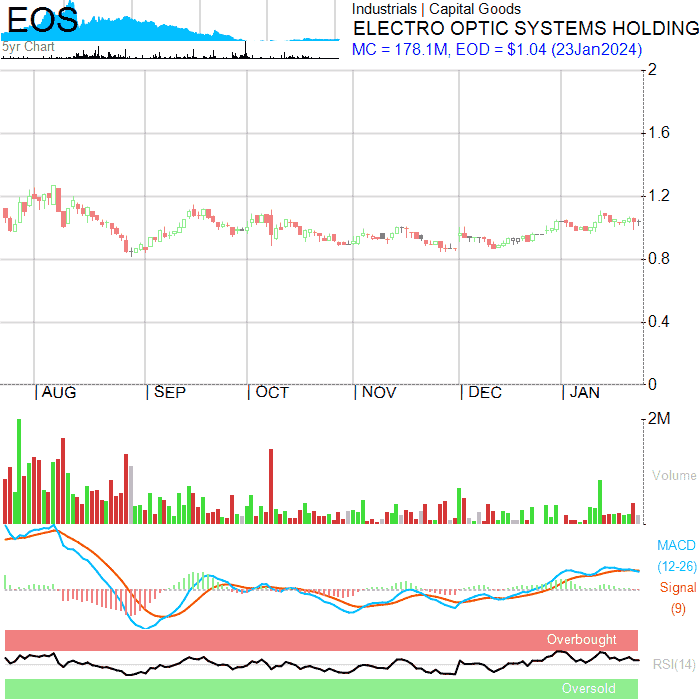 EOS
5yr Chart
Industrials | Capital Goods
ELECTRO OPTIC SYSTEMS HOLDING
MC = 178.1M, EOD = $1.04 (23Jan2024)
2
1.6
1.2
0.8
0.4
0
AUG SEP OCT NOV DEC JAN
2M
Volume
MACD
(12-26)
Signal
(9)
Overbought
RSI(14)
Oversold